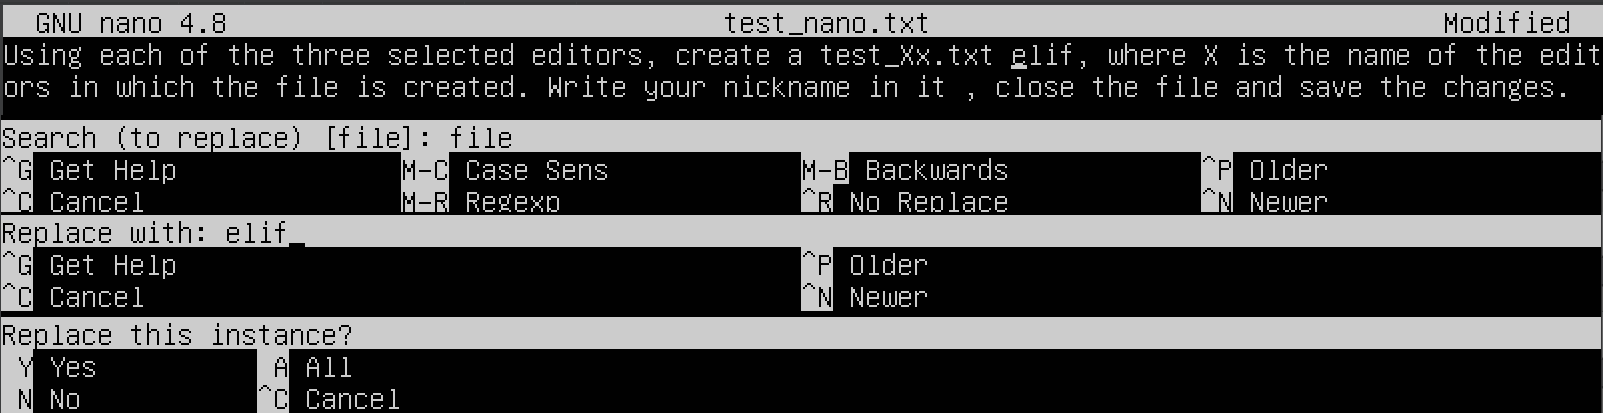 GNU nano 4.8 test_nano.txt Modified
Using each of the three selected editors, create a test_Xx.txt elif, where X is the name of the edit
ors in which the file is created. Write your nickname in it , close the file and save the changes.
Search (to replace) [file]: file
^G Get Help M-C Case Sens M-B Backwards ^P Older
^C Cancel M-R Regexp ^R No Replace ^N Newer
Replace with: elif_
^G Get Help ^P Older
^C Cancel ^N Newer
Replace this instance?
Y Yes A All
N No ^C Cancel